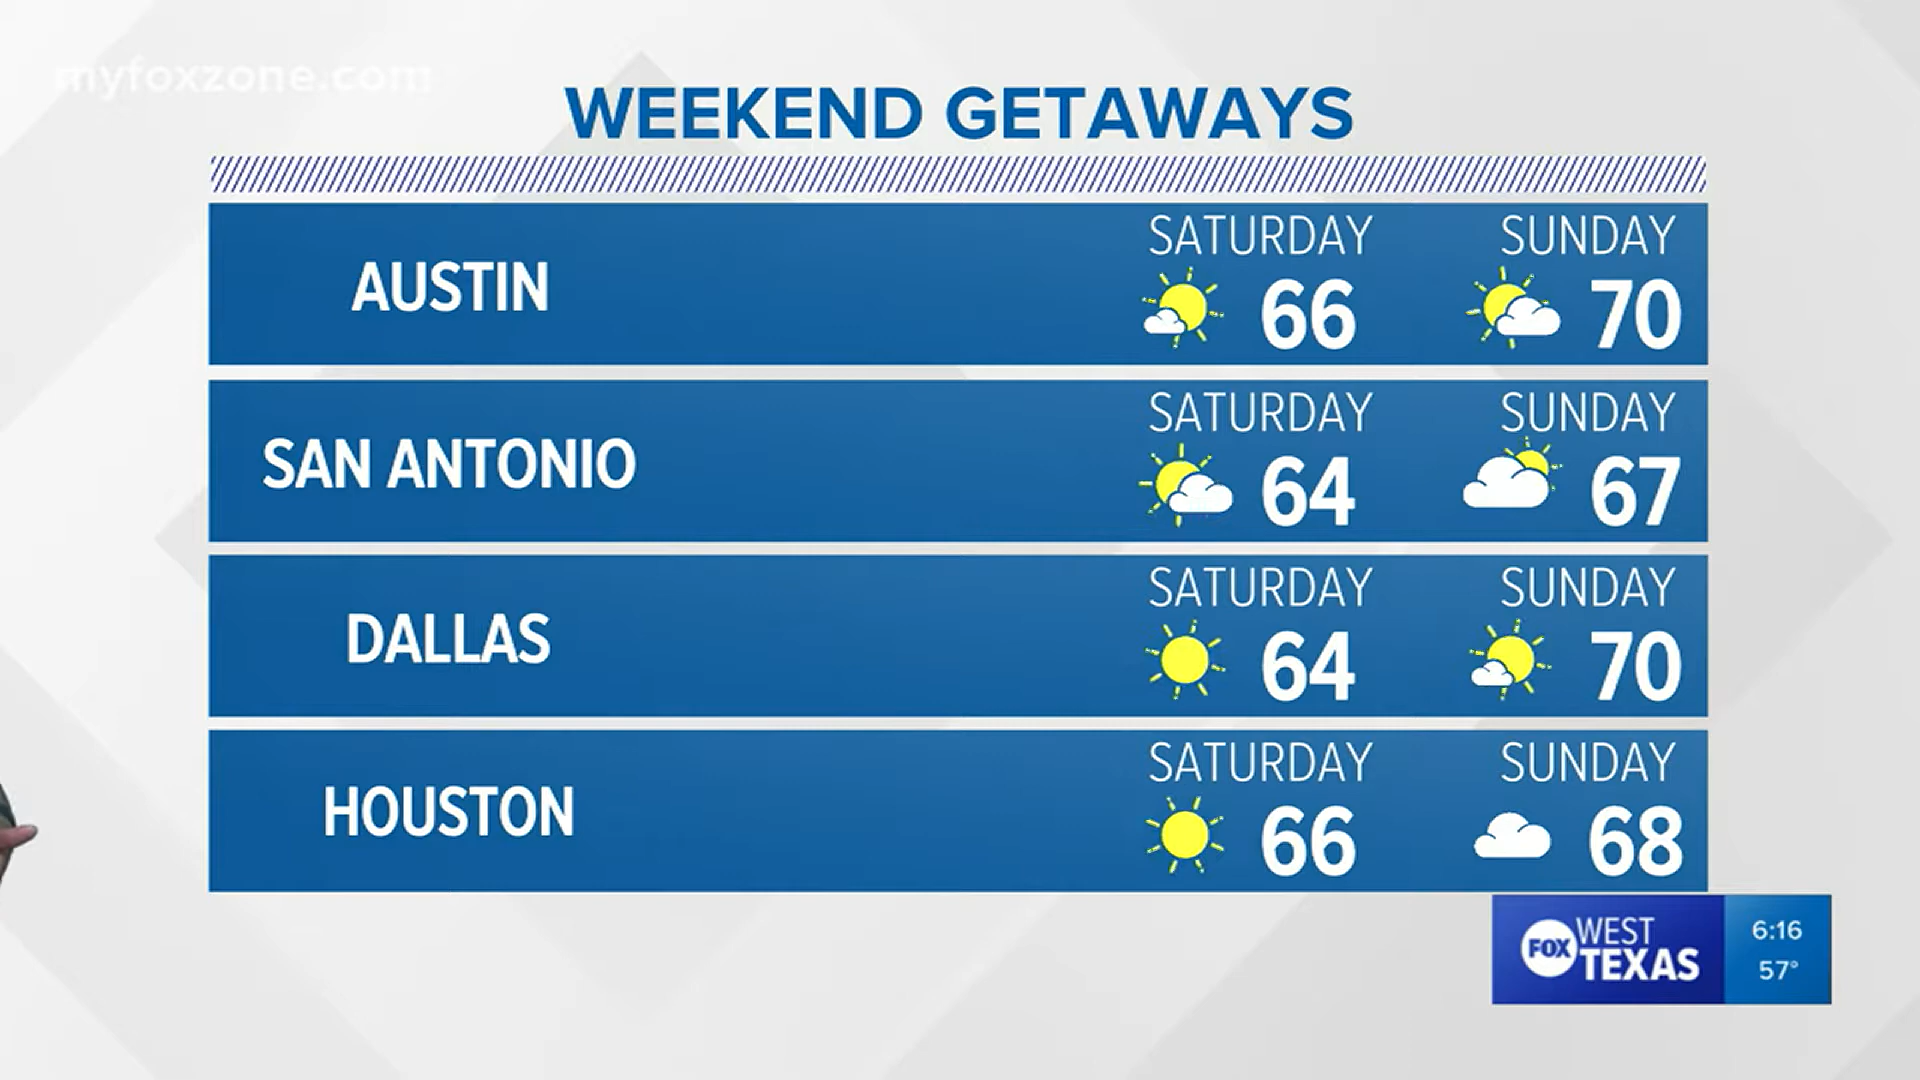 myfoxzone.com
WEEKEND GETAWAYS
AUSTIN
SATURDAY
66
SUNDAY
70
SAN ANTONIO
SATURDAY
64
SUNDAY
67
DALLAS
SATURDAY
64
SUNDAY
70
HOUSTON
SATURDAY
66
SUNDAY
68
FOX WEST TEXAS
6:16
57°